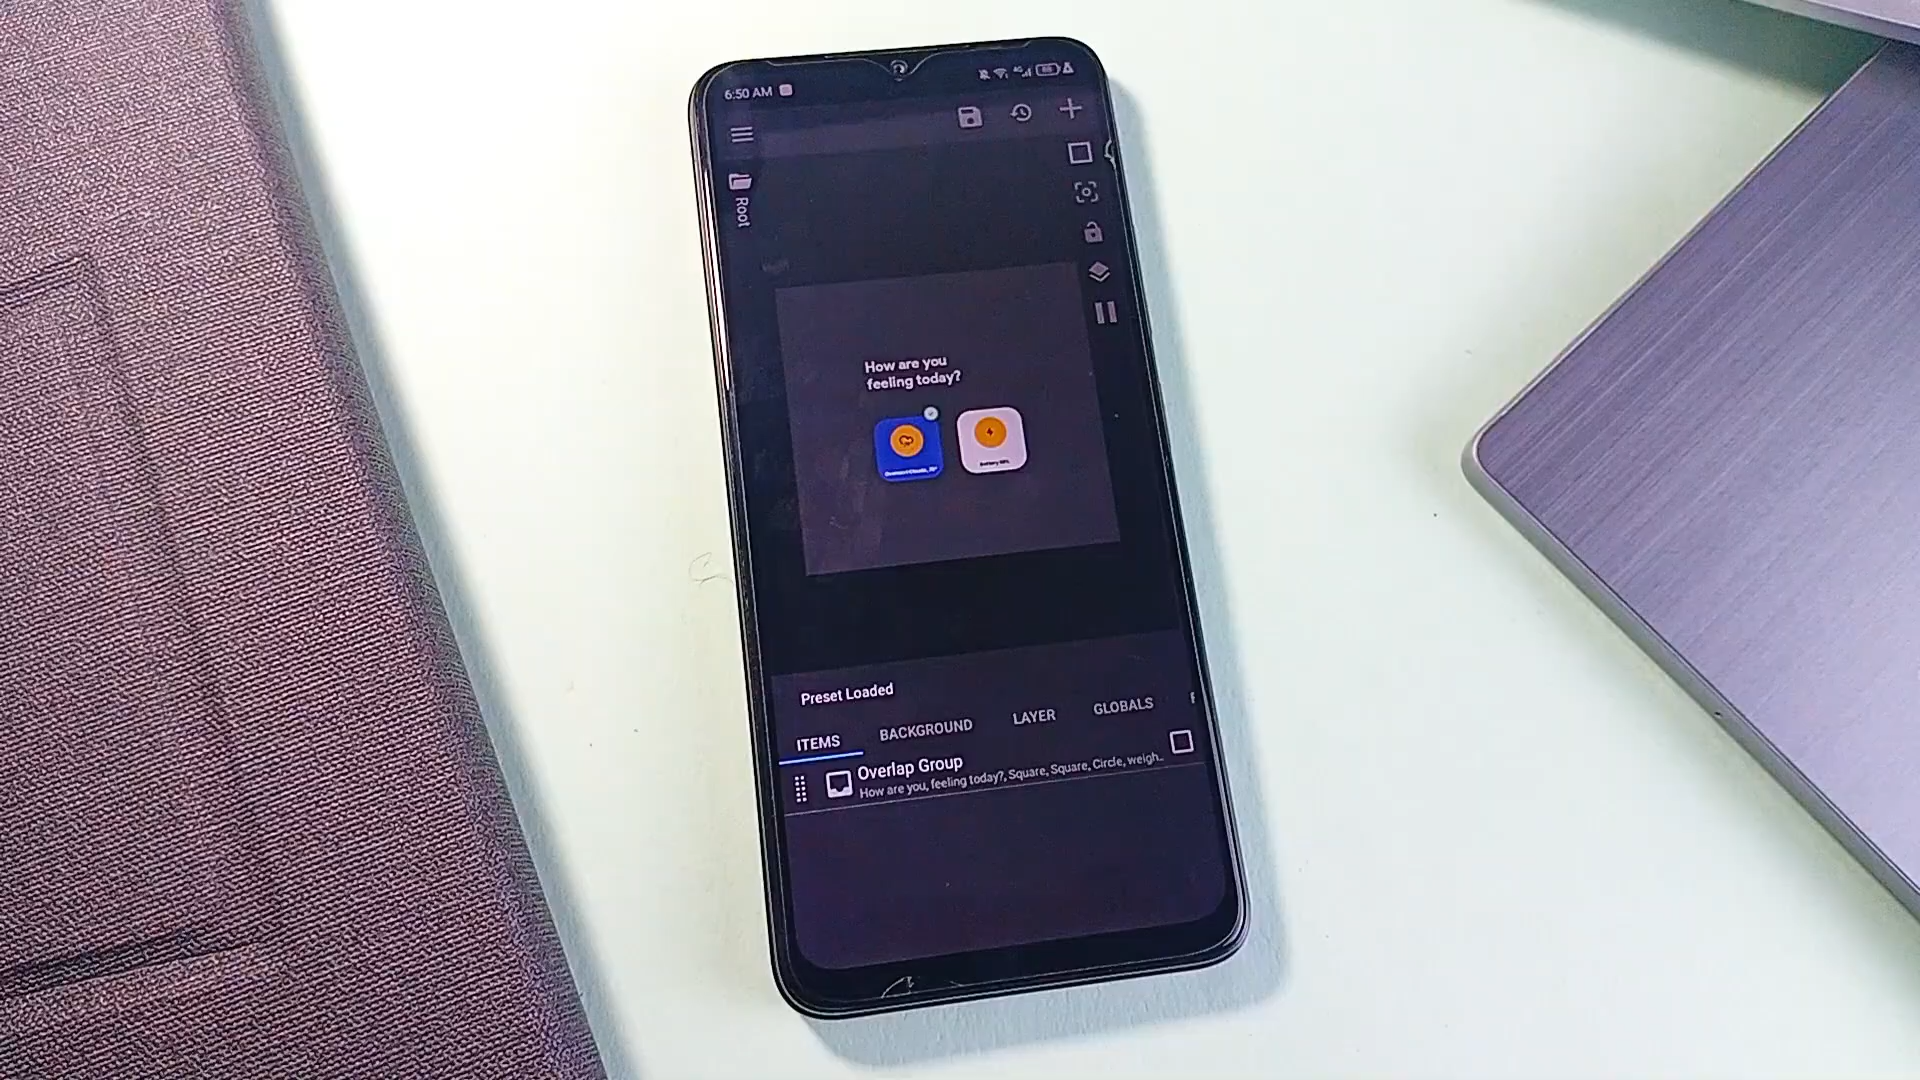 6:50 AM
4G
Root
How are you
feeling today?
Preset Loaded
ITEMS
BACKGROUND
LAYER
GLOBALS
Overlap Group
How are you, feeling today?, Square, Square, Circle, weigh..